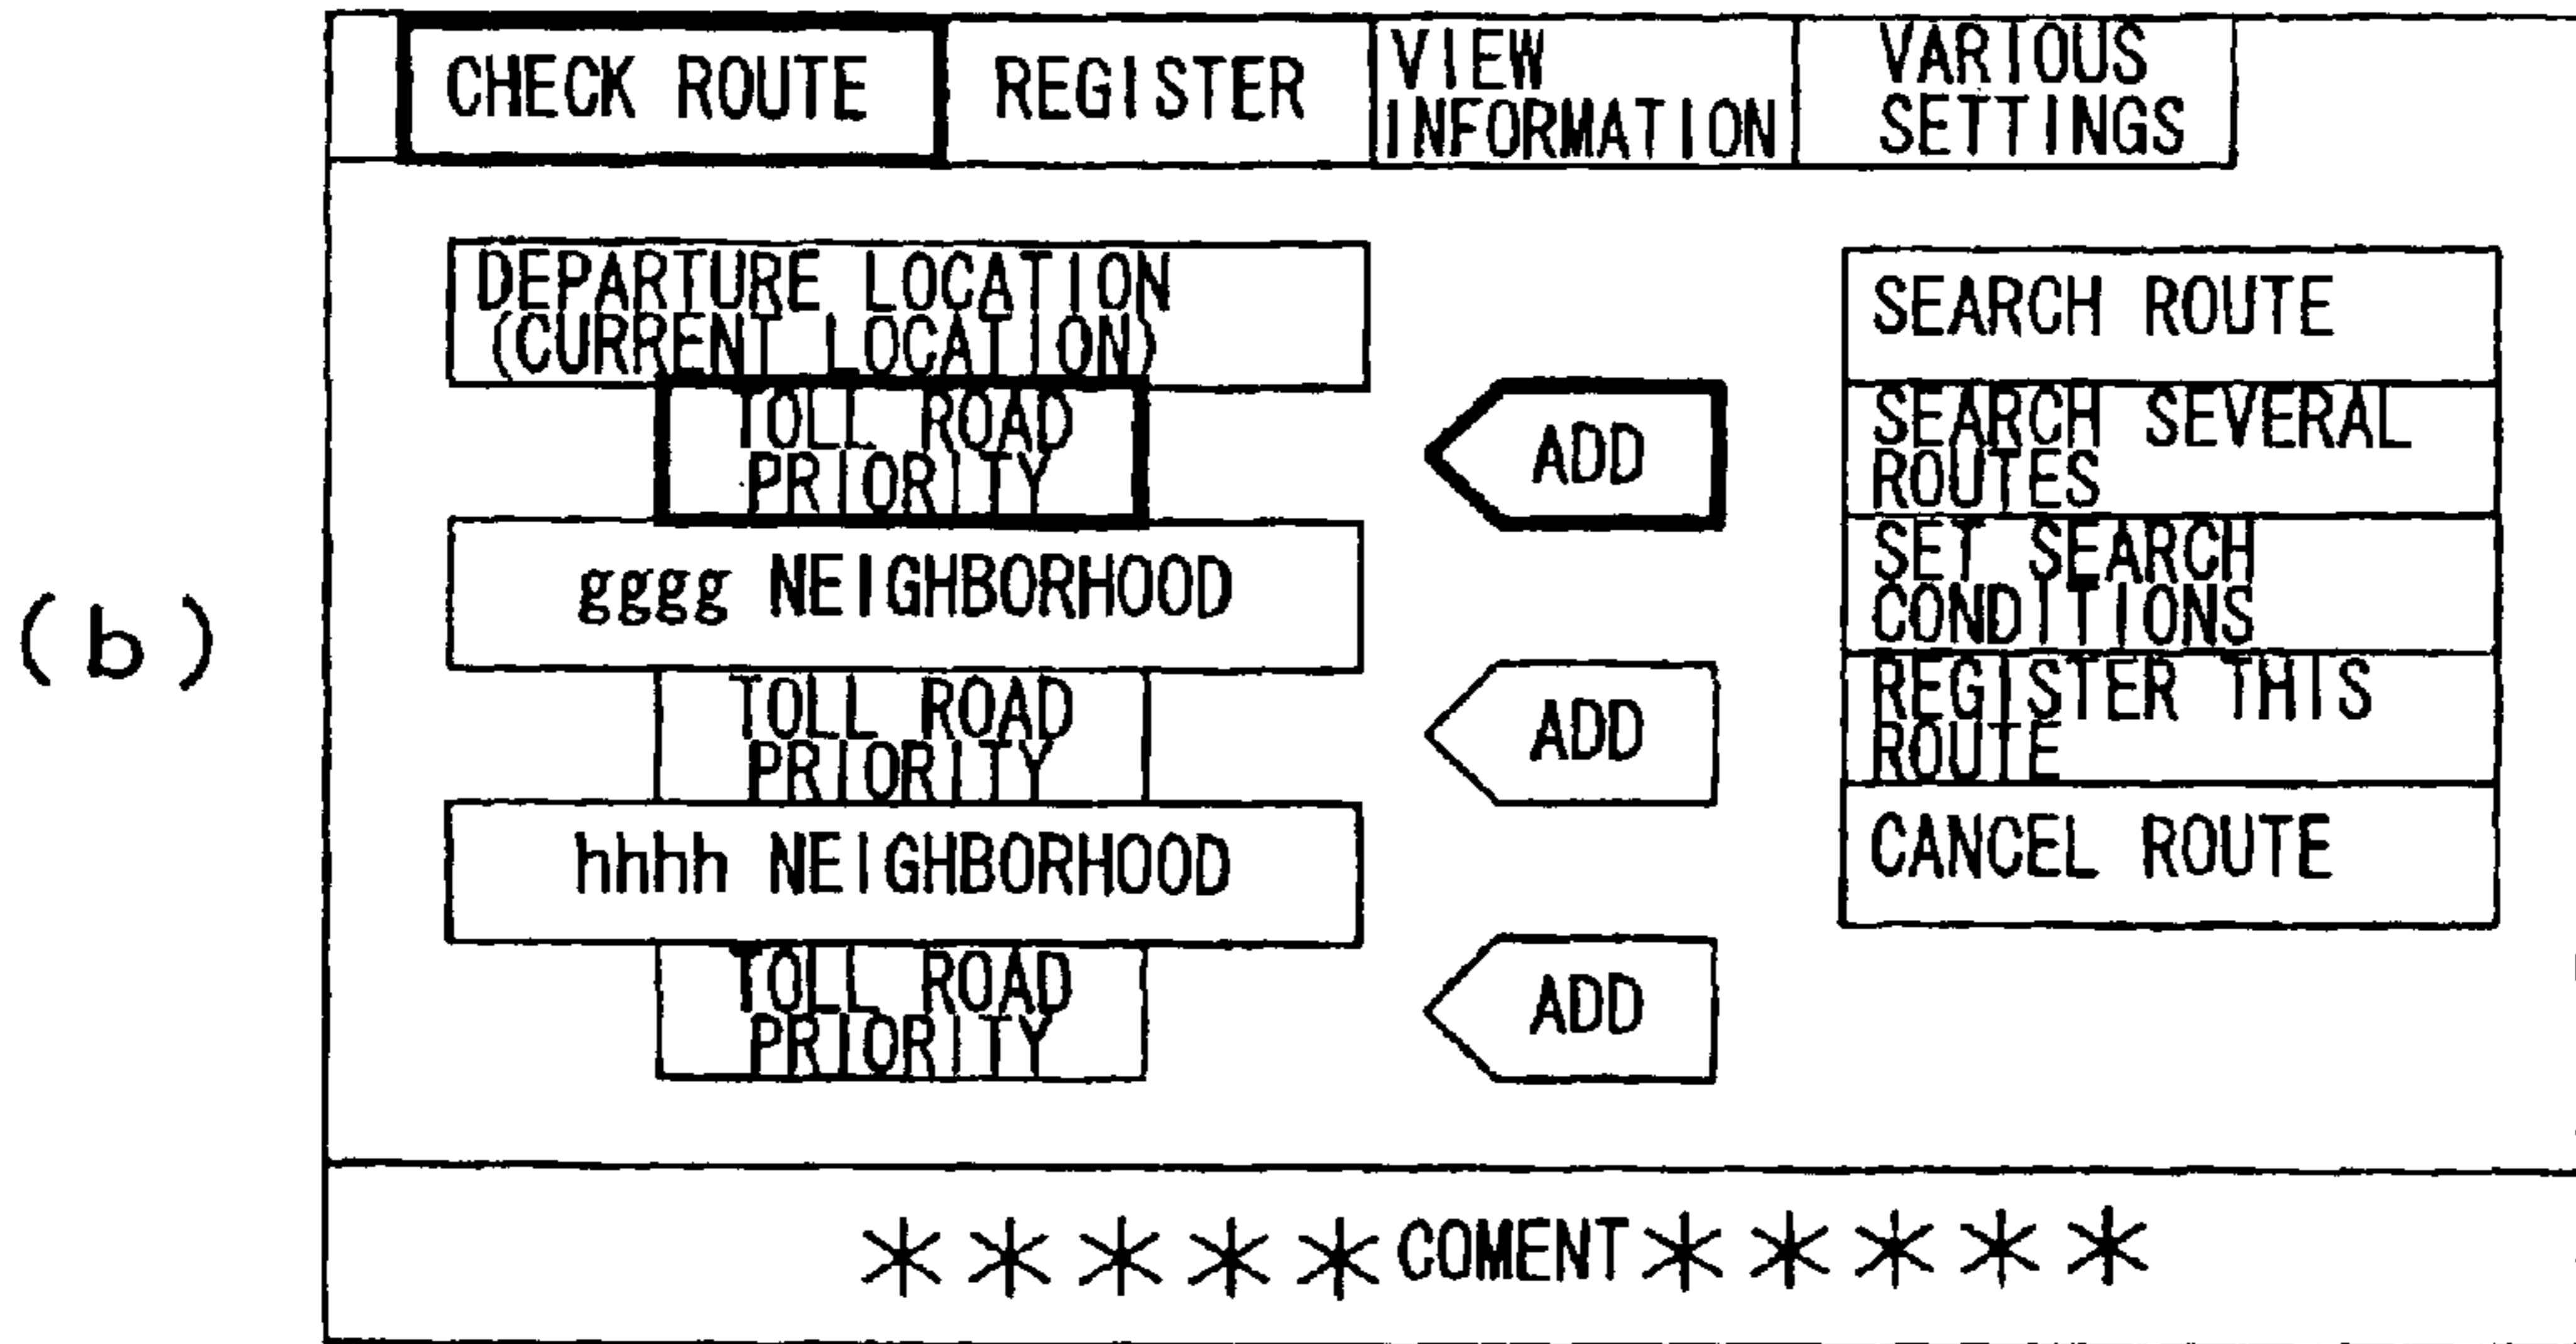 CHECK ROUTE
REGISTER
VIEW
INFORMATION
VARIOUS
SETTINGS
DEPARTURE LOCATION
(CURRENT LOCATION)
TOLL ROAD
PRIORITY
ADD
gggg NEIGHBORHOOD
TOLL ROAD
PRIORITY
ADD
hhhh NEIGHBORHOOD
TOLL ROAD
PRIORITY
ADD
SEARCH ROUTE
SEARCH SEVERAL
ROUTES
SET SEARCH
CONDITIONS
REGISTER THIS
ROUTE
CANCEL ROUTE
(b)
*****COMENT*****